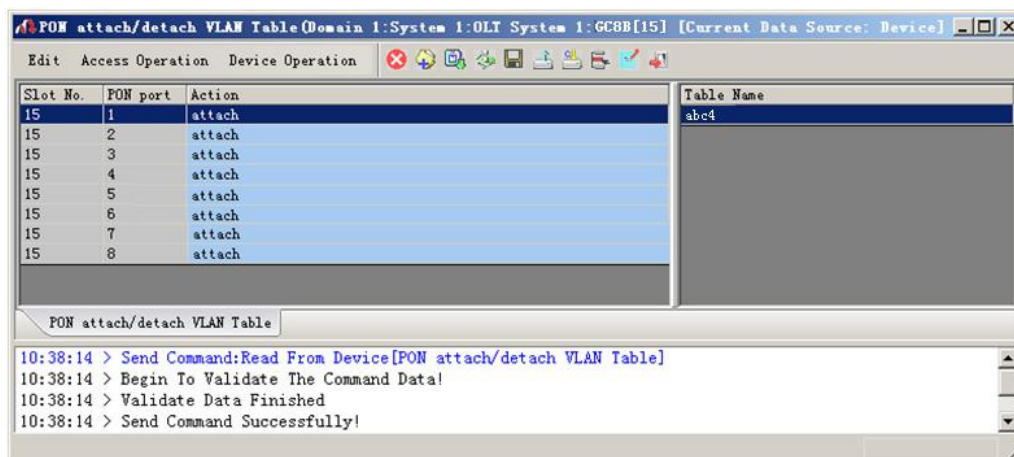 PON attach/detach VLAN Table(Domain 1:System 1:OLT System 1:GC8B[15] [Current Data Source: Device]
Edit Access Operation Device Operation
Slot No. PON port Action Table Name
15 1 attach abc4
15 2 attach
15 3 attach
15 4 attach
15 5 attach
15 6 attach
15 7 attach
15 8 attach
PON attach/detach VLAN Table
10:38:14 > Send Command:Read From Device[PON attach/detach VLAN Table]
10:38:14 > Begin To Validate The Command Data!
10:38:14 > Validate Data Finished
10:38:14 > Send Command Successfully!